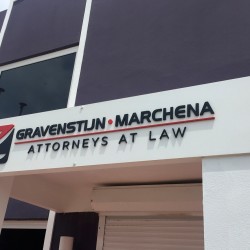 GRAVENSTIJN • MARCHENA
ATTORNEYS AT LAW